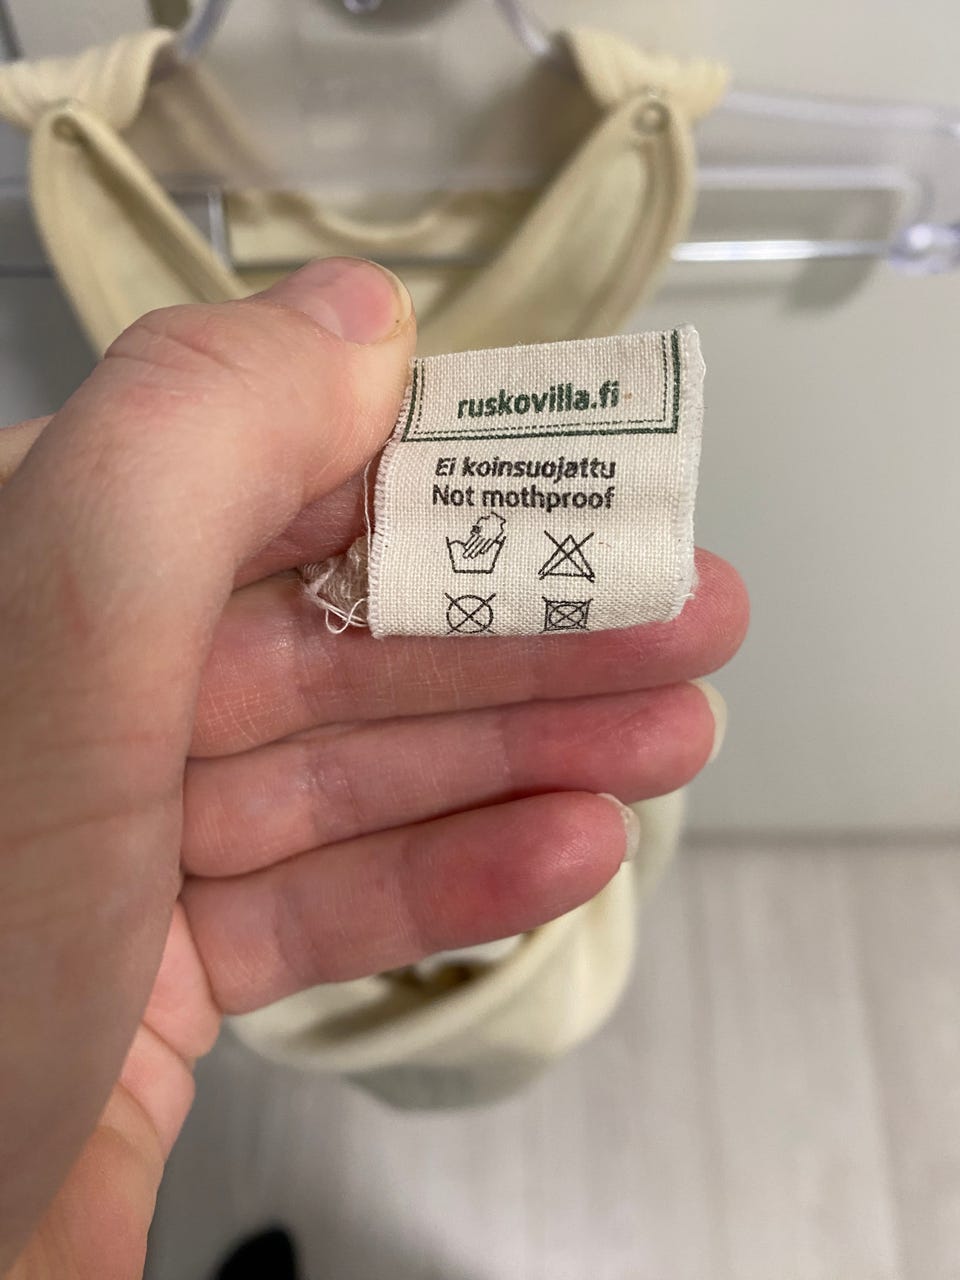 ruskovilla.fi
Ei koinsuojattu
Not mothproof